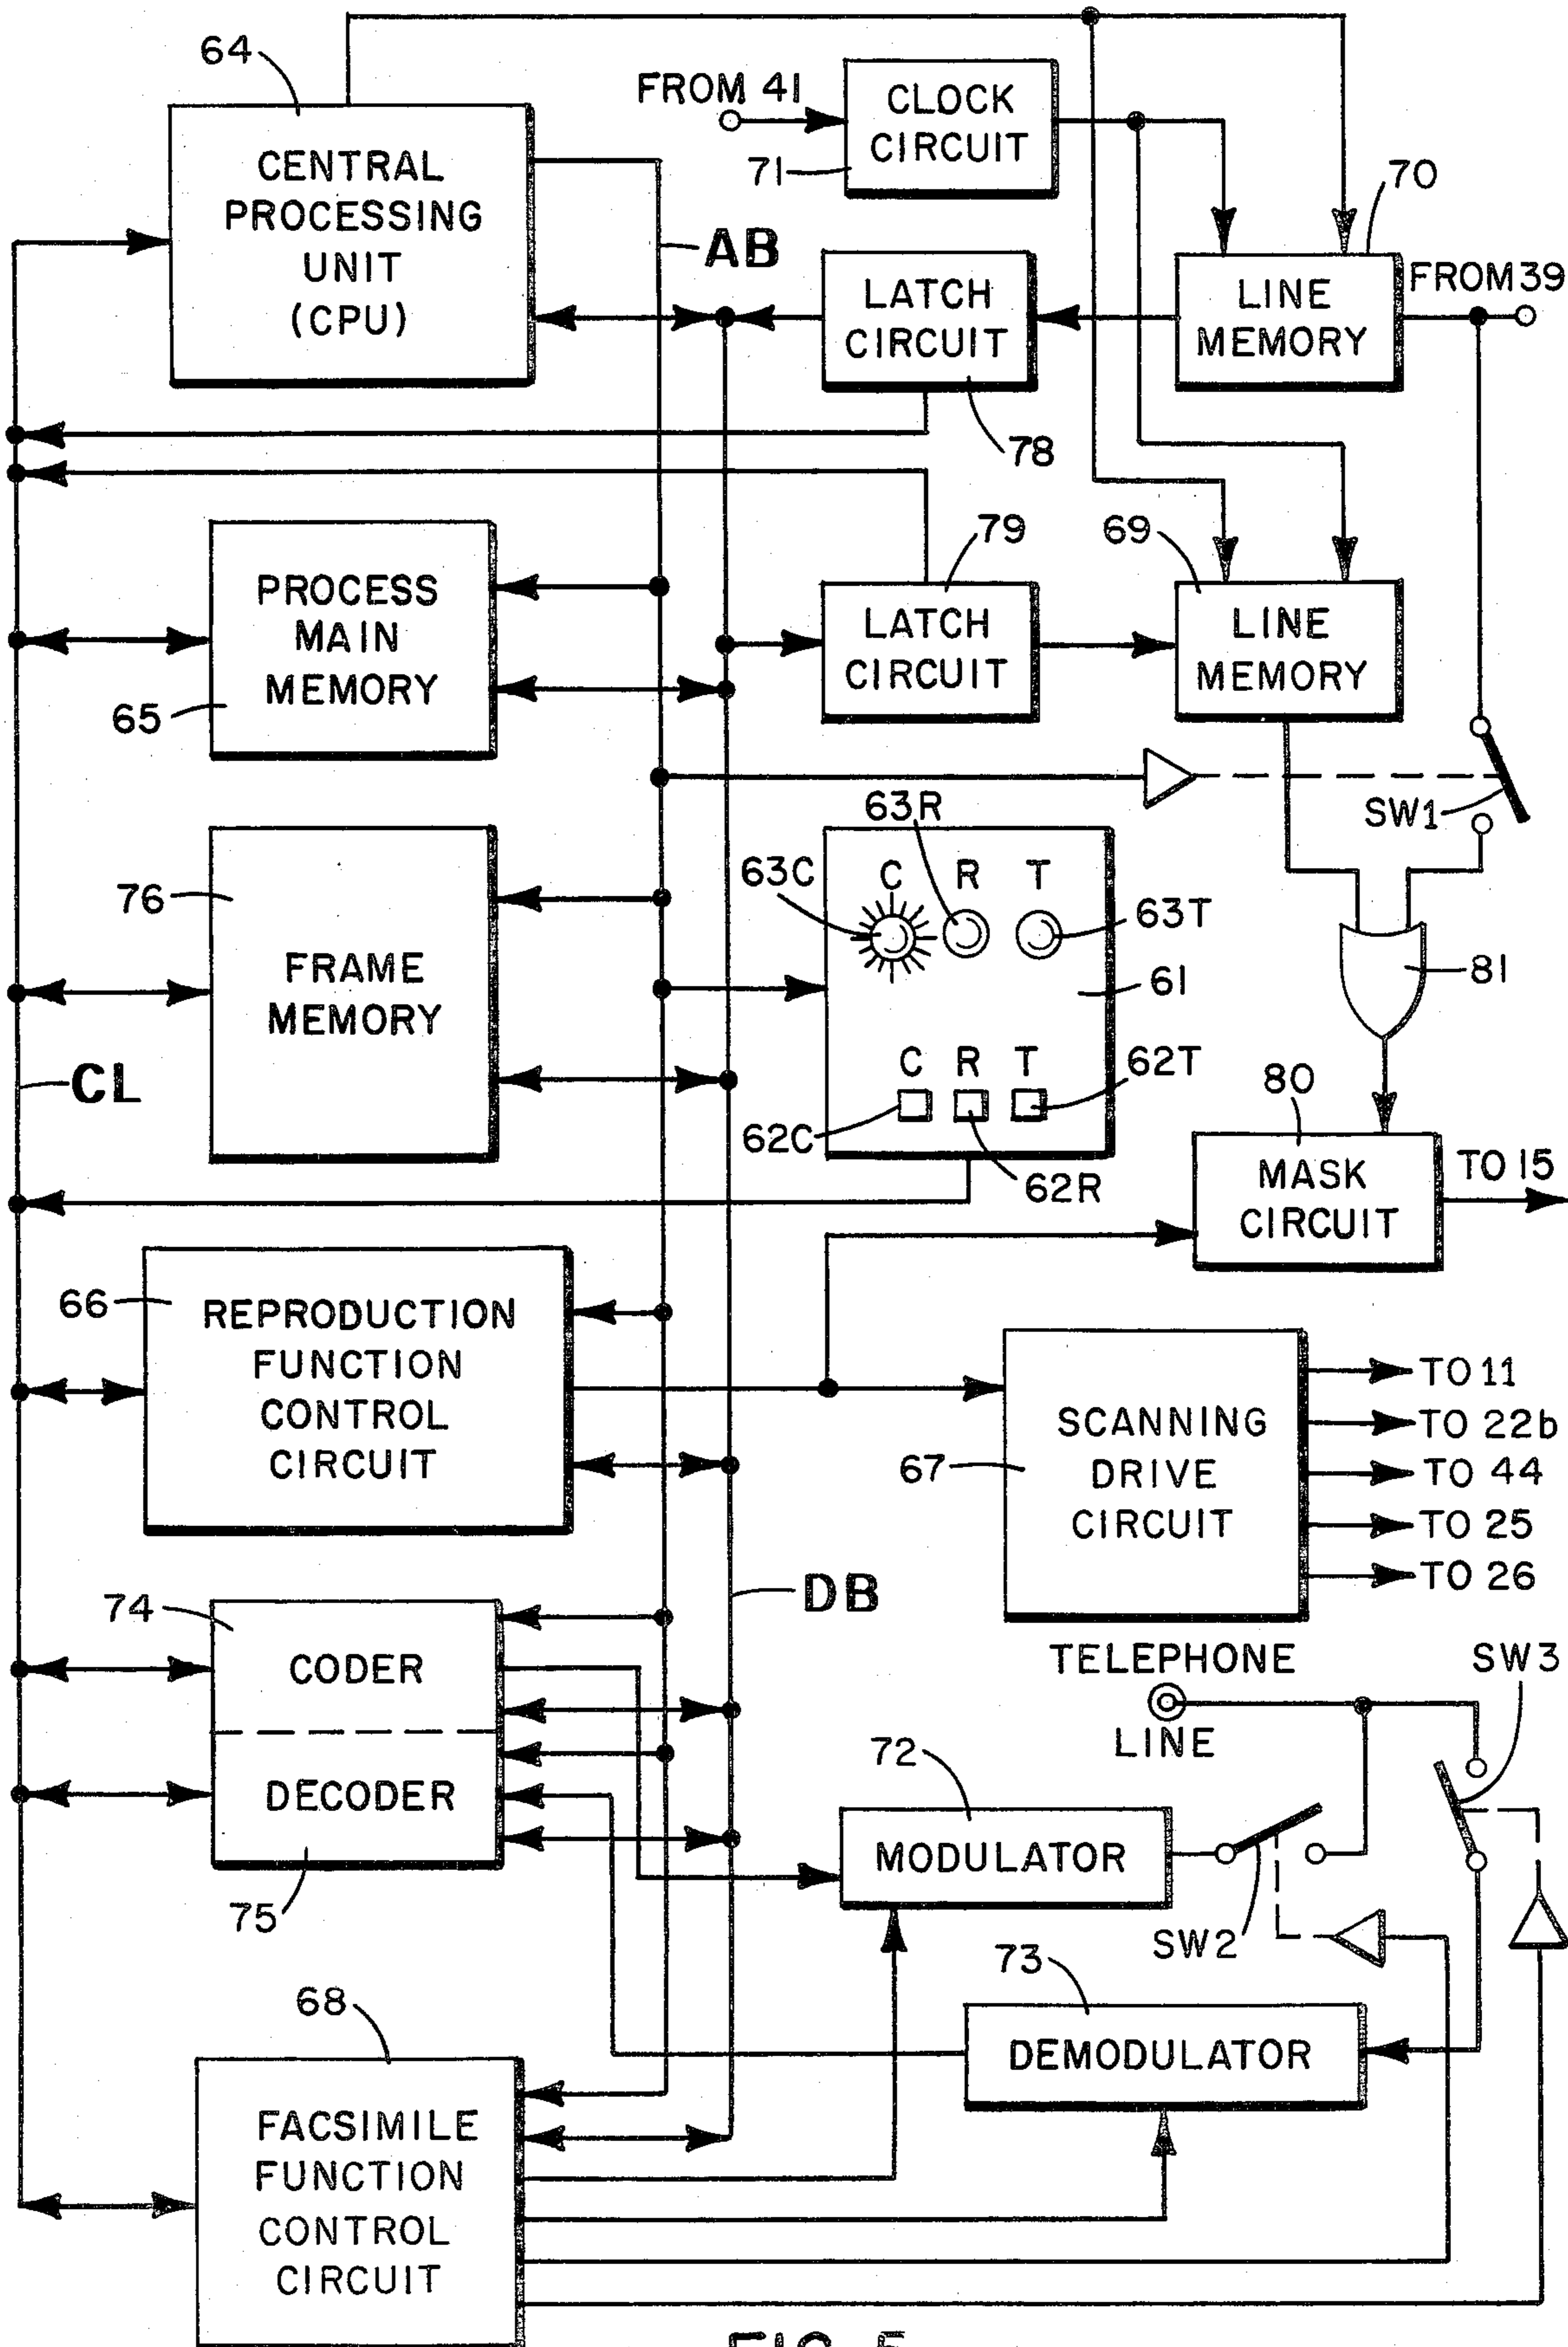 64
FROM 41
CLOCK
CIRCUIT
71
70
CENTRAL
PROCESSING
UNIT
(CPU)
AB
LATCH
CIRCUIT
78
LINE
MEMORY
FROM 39
PROCESS
MAIN
MEMORY
65
79
LATCH
CIRCUIT
69
LINE
MEMORY
SW1
63R
63C
C R T
63T
61
C R T
62T
62C
62R
76
FRAME
MEMORY
CL
81
80
MASK
CIRCUIT
TO 15
66
REPRODUCTION
FUNCTION
CONTROL
CIRCUIT
67
SCANNING
DRIVE
CIRCUIT
TO 11
TO 22b
TO 44
TO 25
TO 26
DB
74
CODER
DECODER
75
TELEPHONE
LINE
SW3
72
MODULATOR
SW2
73
DEMODULATOR
68
FACSIMILE
FUNCTION
CONTROL
CIRCUIT
FIG. 5